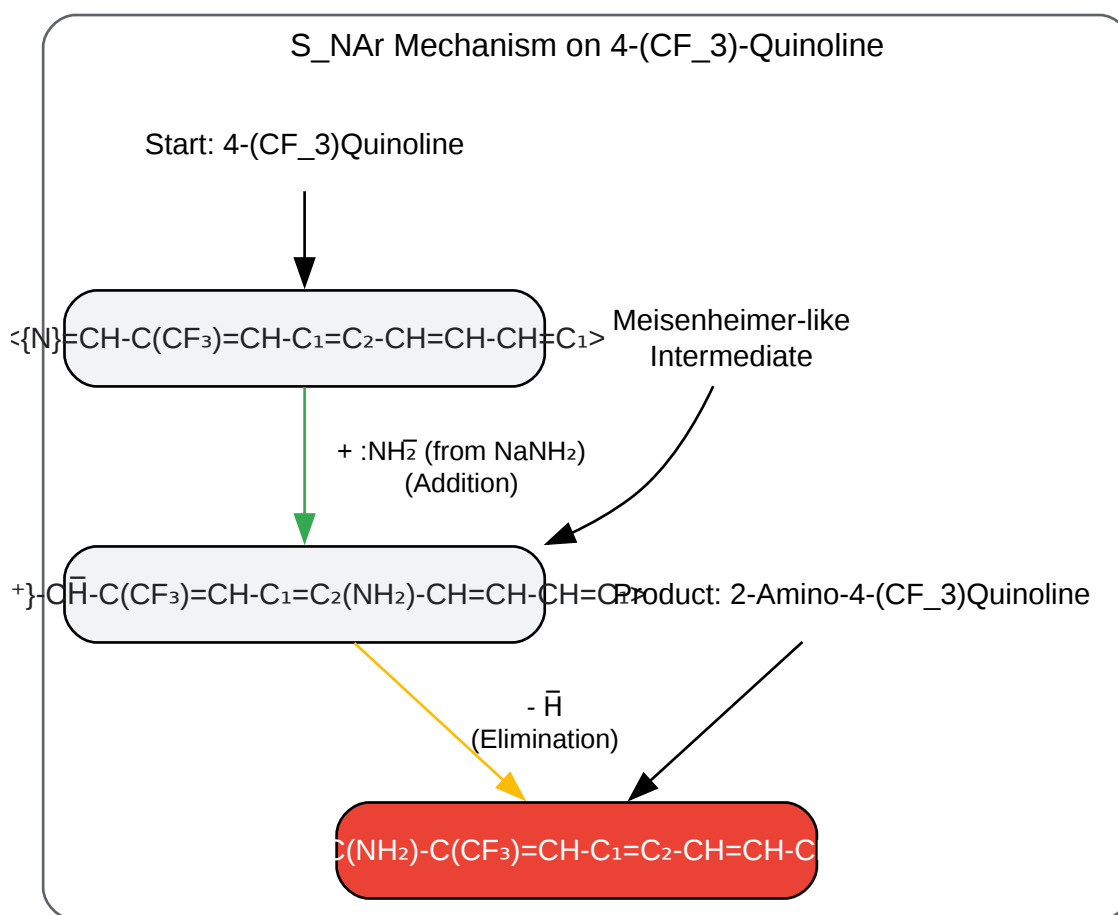 S_NAr Mechanism on 4-(CF_3)-Quinoline
Start: 4-(CF_3)Quinoline
<{N}=CH-C(CF₃)=CH-C₁=C₂-CH=CH-CH=C₁>
Meisenheimer-like
Intermediate
+ :NH₂̅ (from NaNH₂)
(Addition)
⁺}-CH̅-C(CF₃)=CH-C₁=C₂(NH₂)-CH=CH-CH=C₁>
Product: 2-Amino-4-(CF_3)Quinoline
- H̅
(Elimination)
C(NH₂)-C(CF₃)=CH-C₁=C₂-CH=CH-C